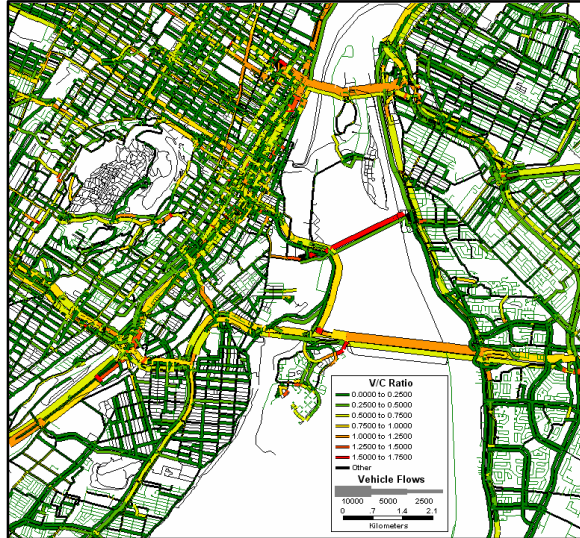 V/C Ratio
0.0000 to 0.2500
0.2500 to 0.5000
0.5000 to 0.7500
0.7500 to 1.0000
1.0000 to 1.2500
1.2500 to 1.5000
1.5000 to 1.7500
Other
Vehicle Flows
10000 5000 2500
0 .7 1.4 2.1
Kilometers